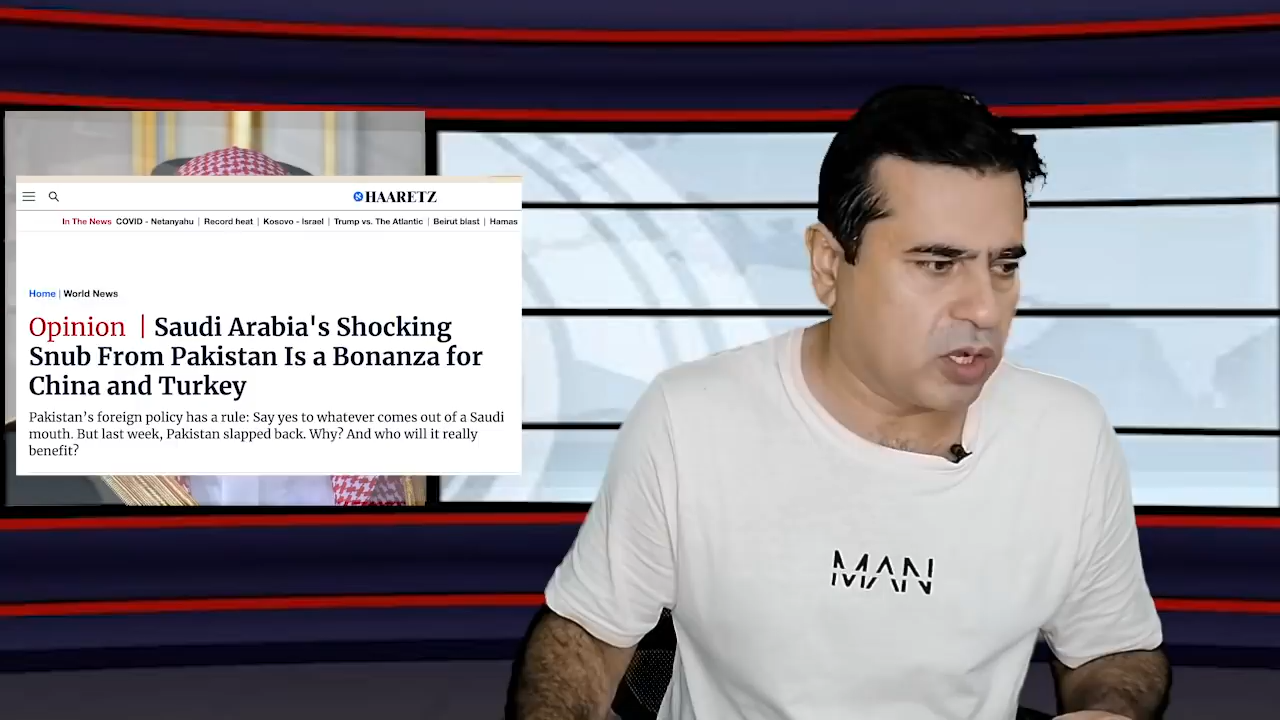 HAARETZ
In The News COVID - Netanyahu | Record heat | Kosovo - Israel | Trump vs. The Atlantic | Beirut blast | Hamas
Home | World News
Opinion | Saudi Arabia's Shocking
Snub From Pakistan Is a Bonanza for
China and Turkey
Pakistan's foreign policy has a rule: Say yes to whatever comes out of a Saudi
mouth. But last week, Pakistan slapped back. Why? And who will it really
benefit?
MAN